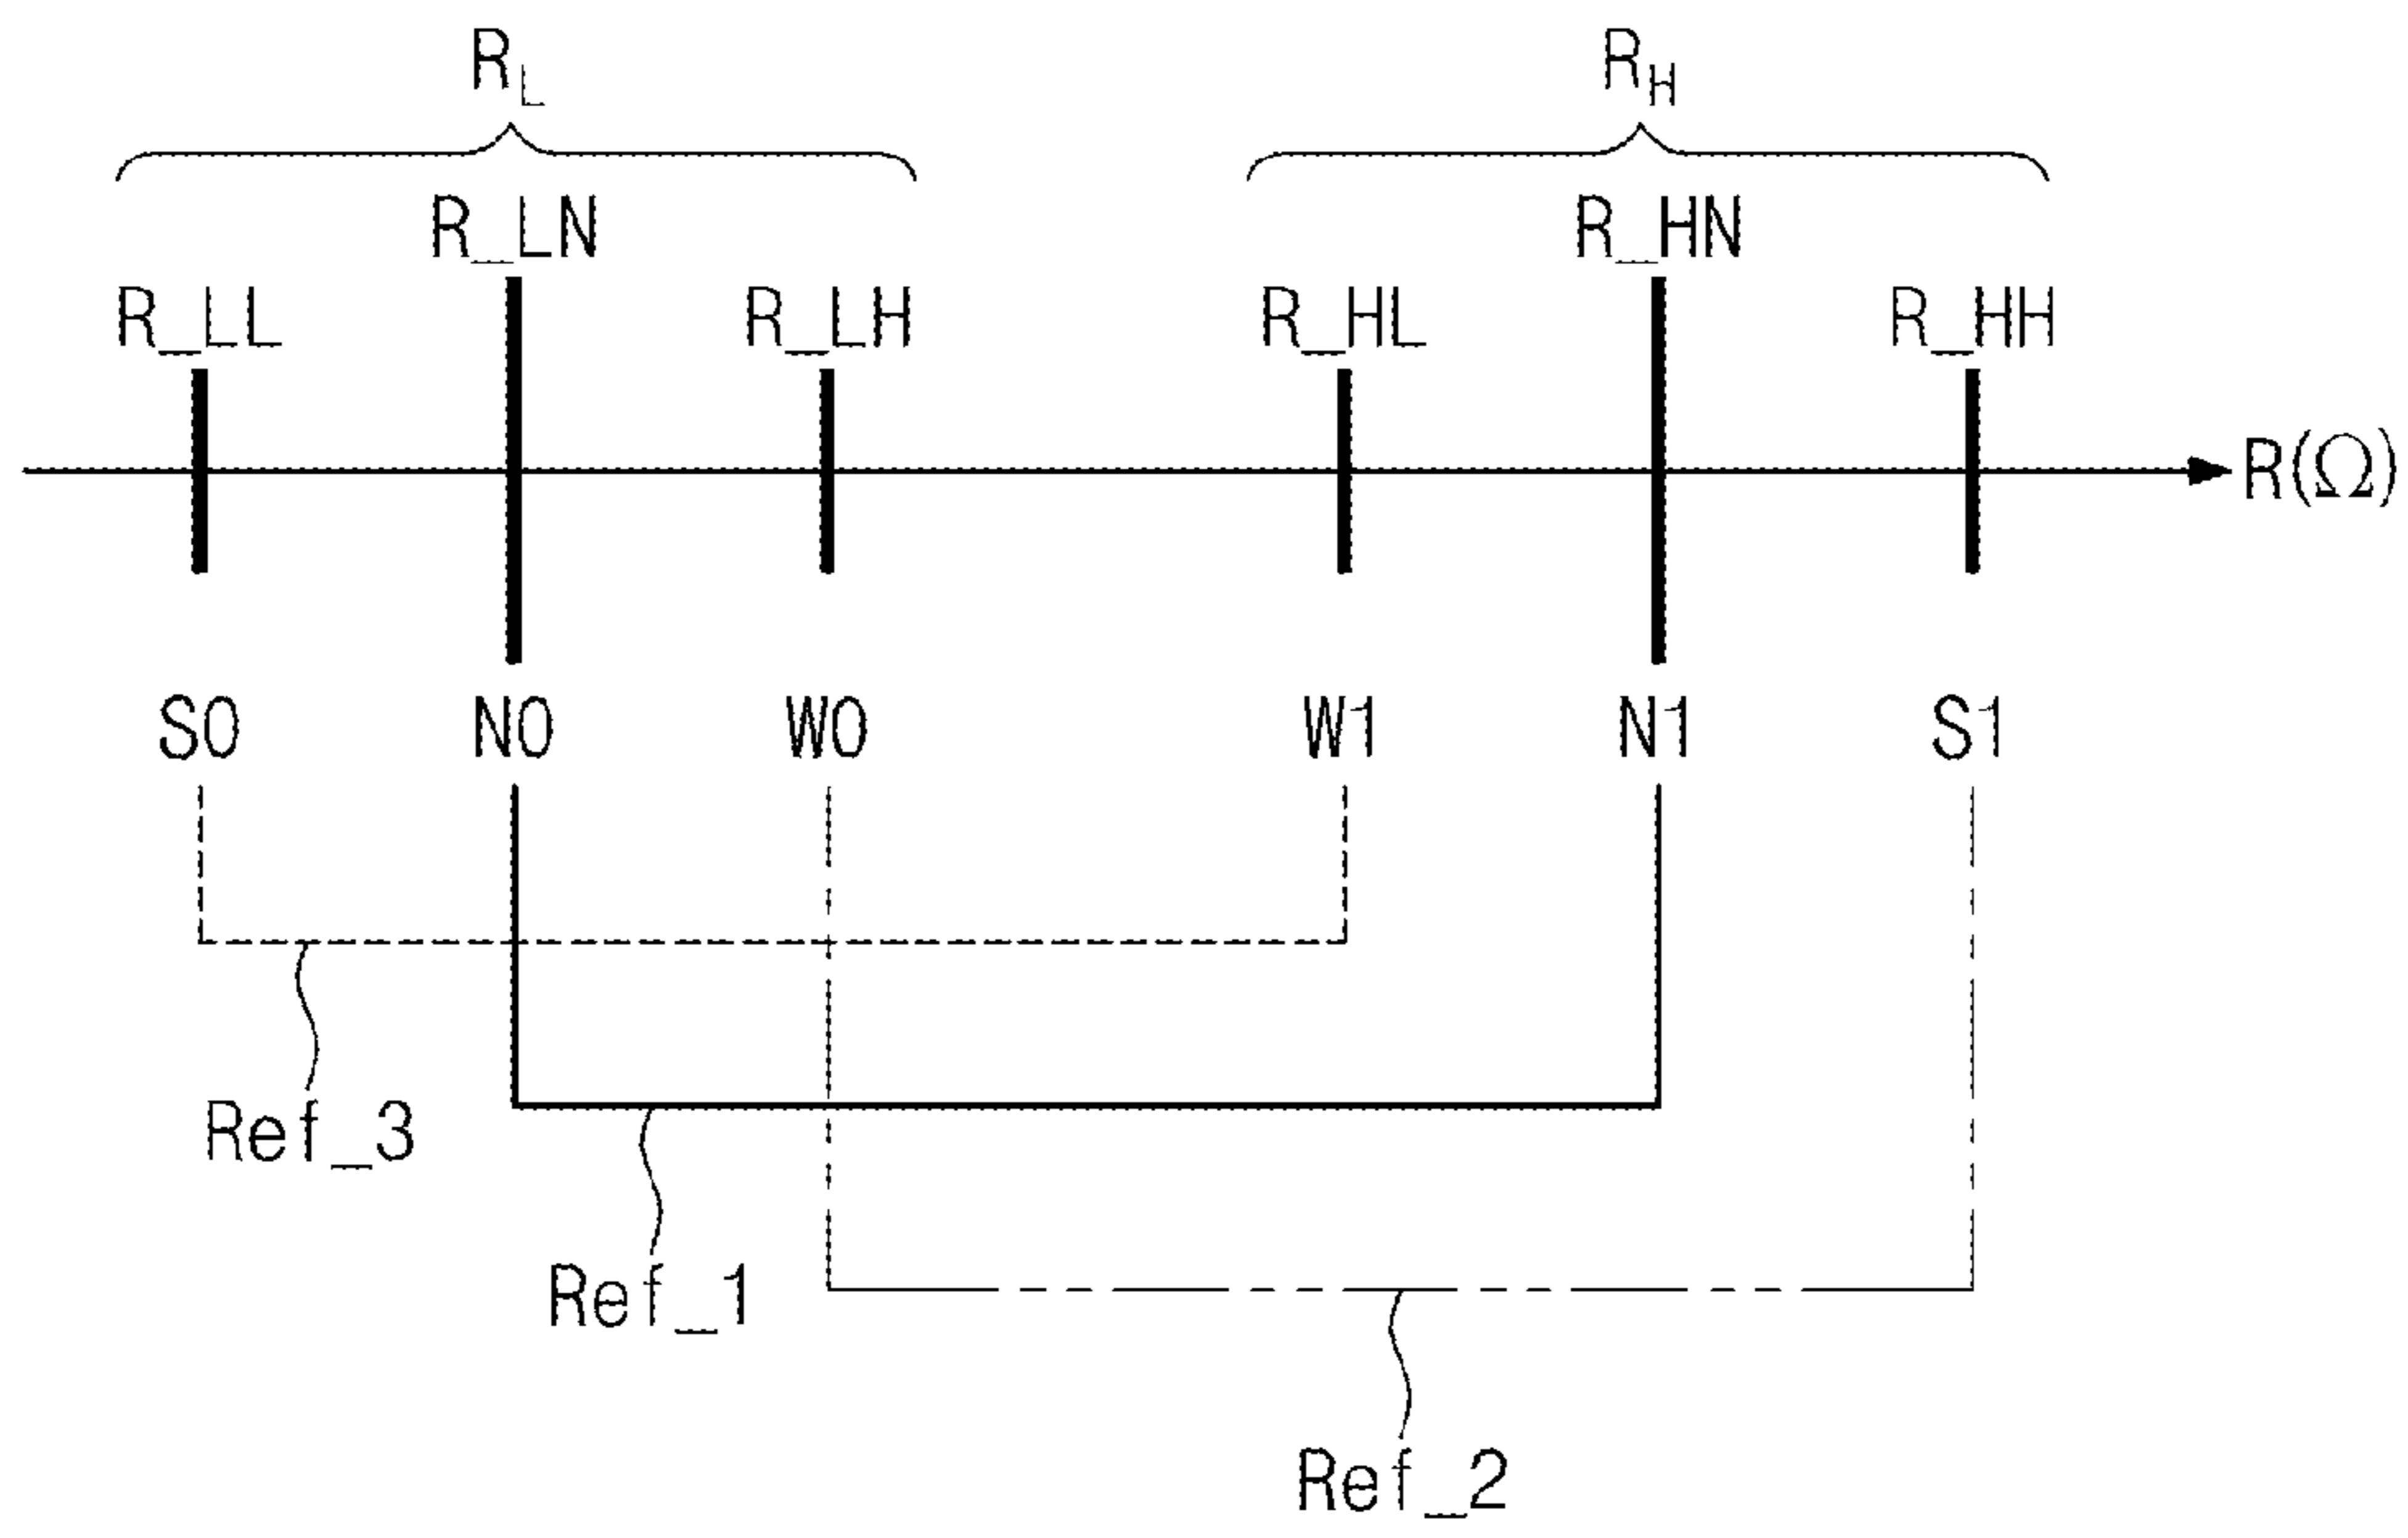 R_L R_H
R_LN R_HN
R_LL R_LH R_HL R_HH
R(Ω)
S0 N0 W0 W1 N1 S1
Ref_3
Ref_1
Ref_2